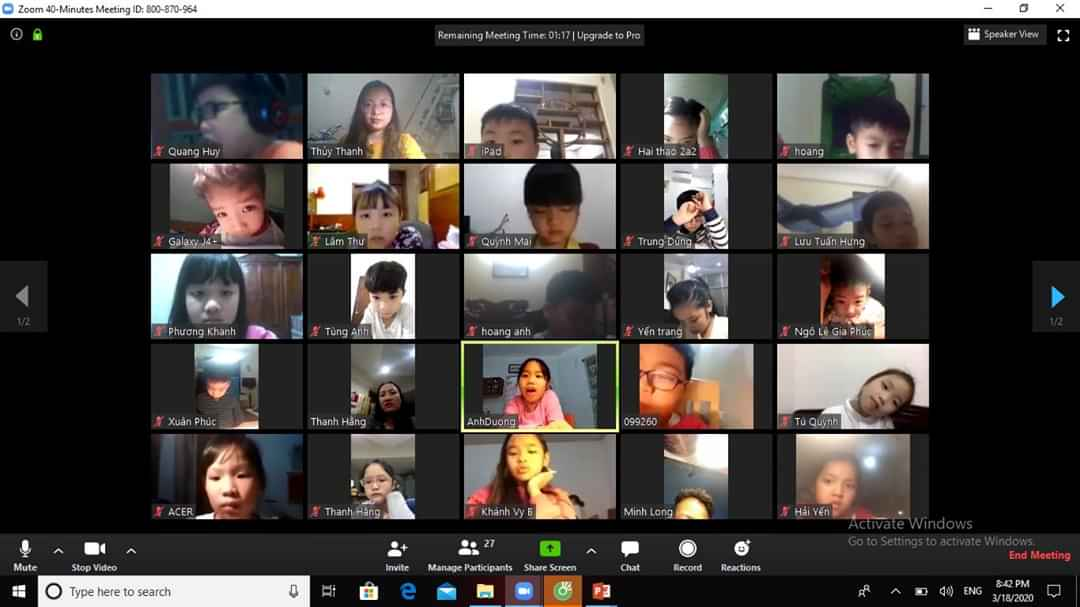 Zoom 40-Minutes Meeting ID: 800-870-964
Remaining Meeting Time: 01:17 | Upgrade to Pro
Speaker View
Quang Huy
Thủy Thanh
iPad
Hai thao 2a2
hoang
Galaxy J4+
Lâm Thư
Quỳnh Mai
Trung Dũng
Lưu Tuấn Hưng
1/2
1/2
Phương Khanh
Tùng Anh
hoang anh
Yến trang
Ngô Lê Gia Phúc
Xuân Phúc
Thanh Hằng
AnhDuong
099260
Tú Quỳnh
ACER
Thanh Hằng
Khánh Vy B
Minh Long
Hải Yến
Activate Windows
Go to Settings to activate Windows.
Mute
Stop Video
Invite
27
Manage Participants
Share Screen
Chat
Record
Reactions
End Meeting
Type here to search
ENG
8:42 PM
3/18/2020